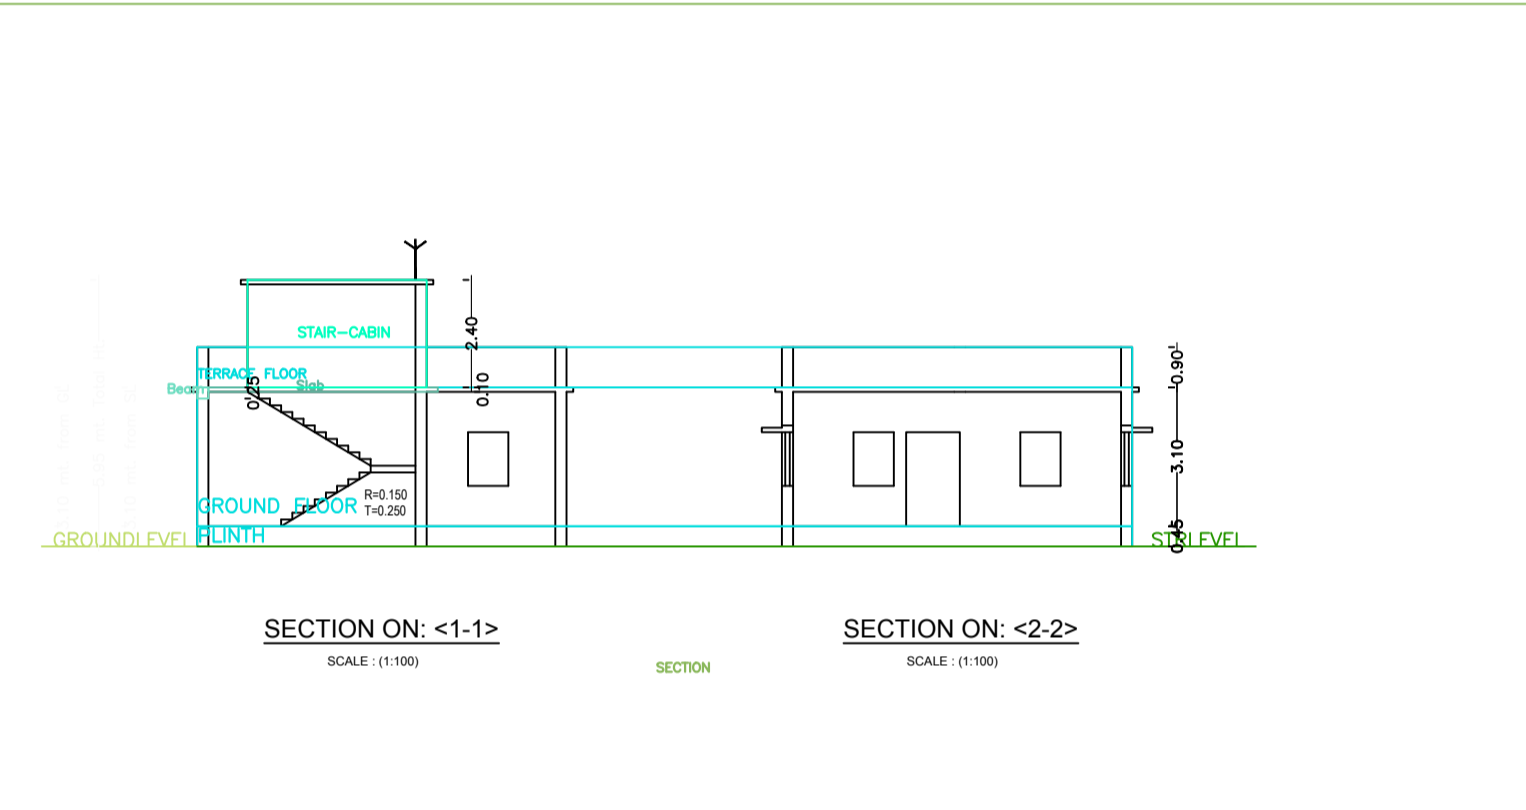 STAIR-CABIN
2.40
TERRACE FLOOR
Slab
0.25
0.10
0.90
3.10
R=0.150
T=0.250
GROUND FLOOR
PLINTH
GROUNDLEVEL
0.45
SECTION ON: <1-1>
SCALE : (1:100)
SECTION ON: <2-2>
SCALE : (1:100)
SECTION